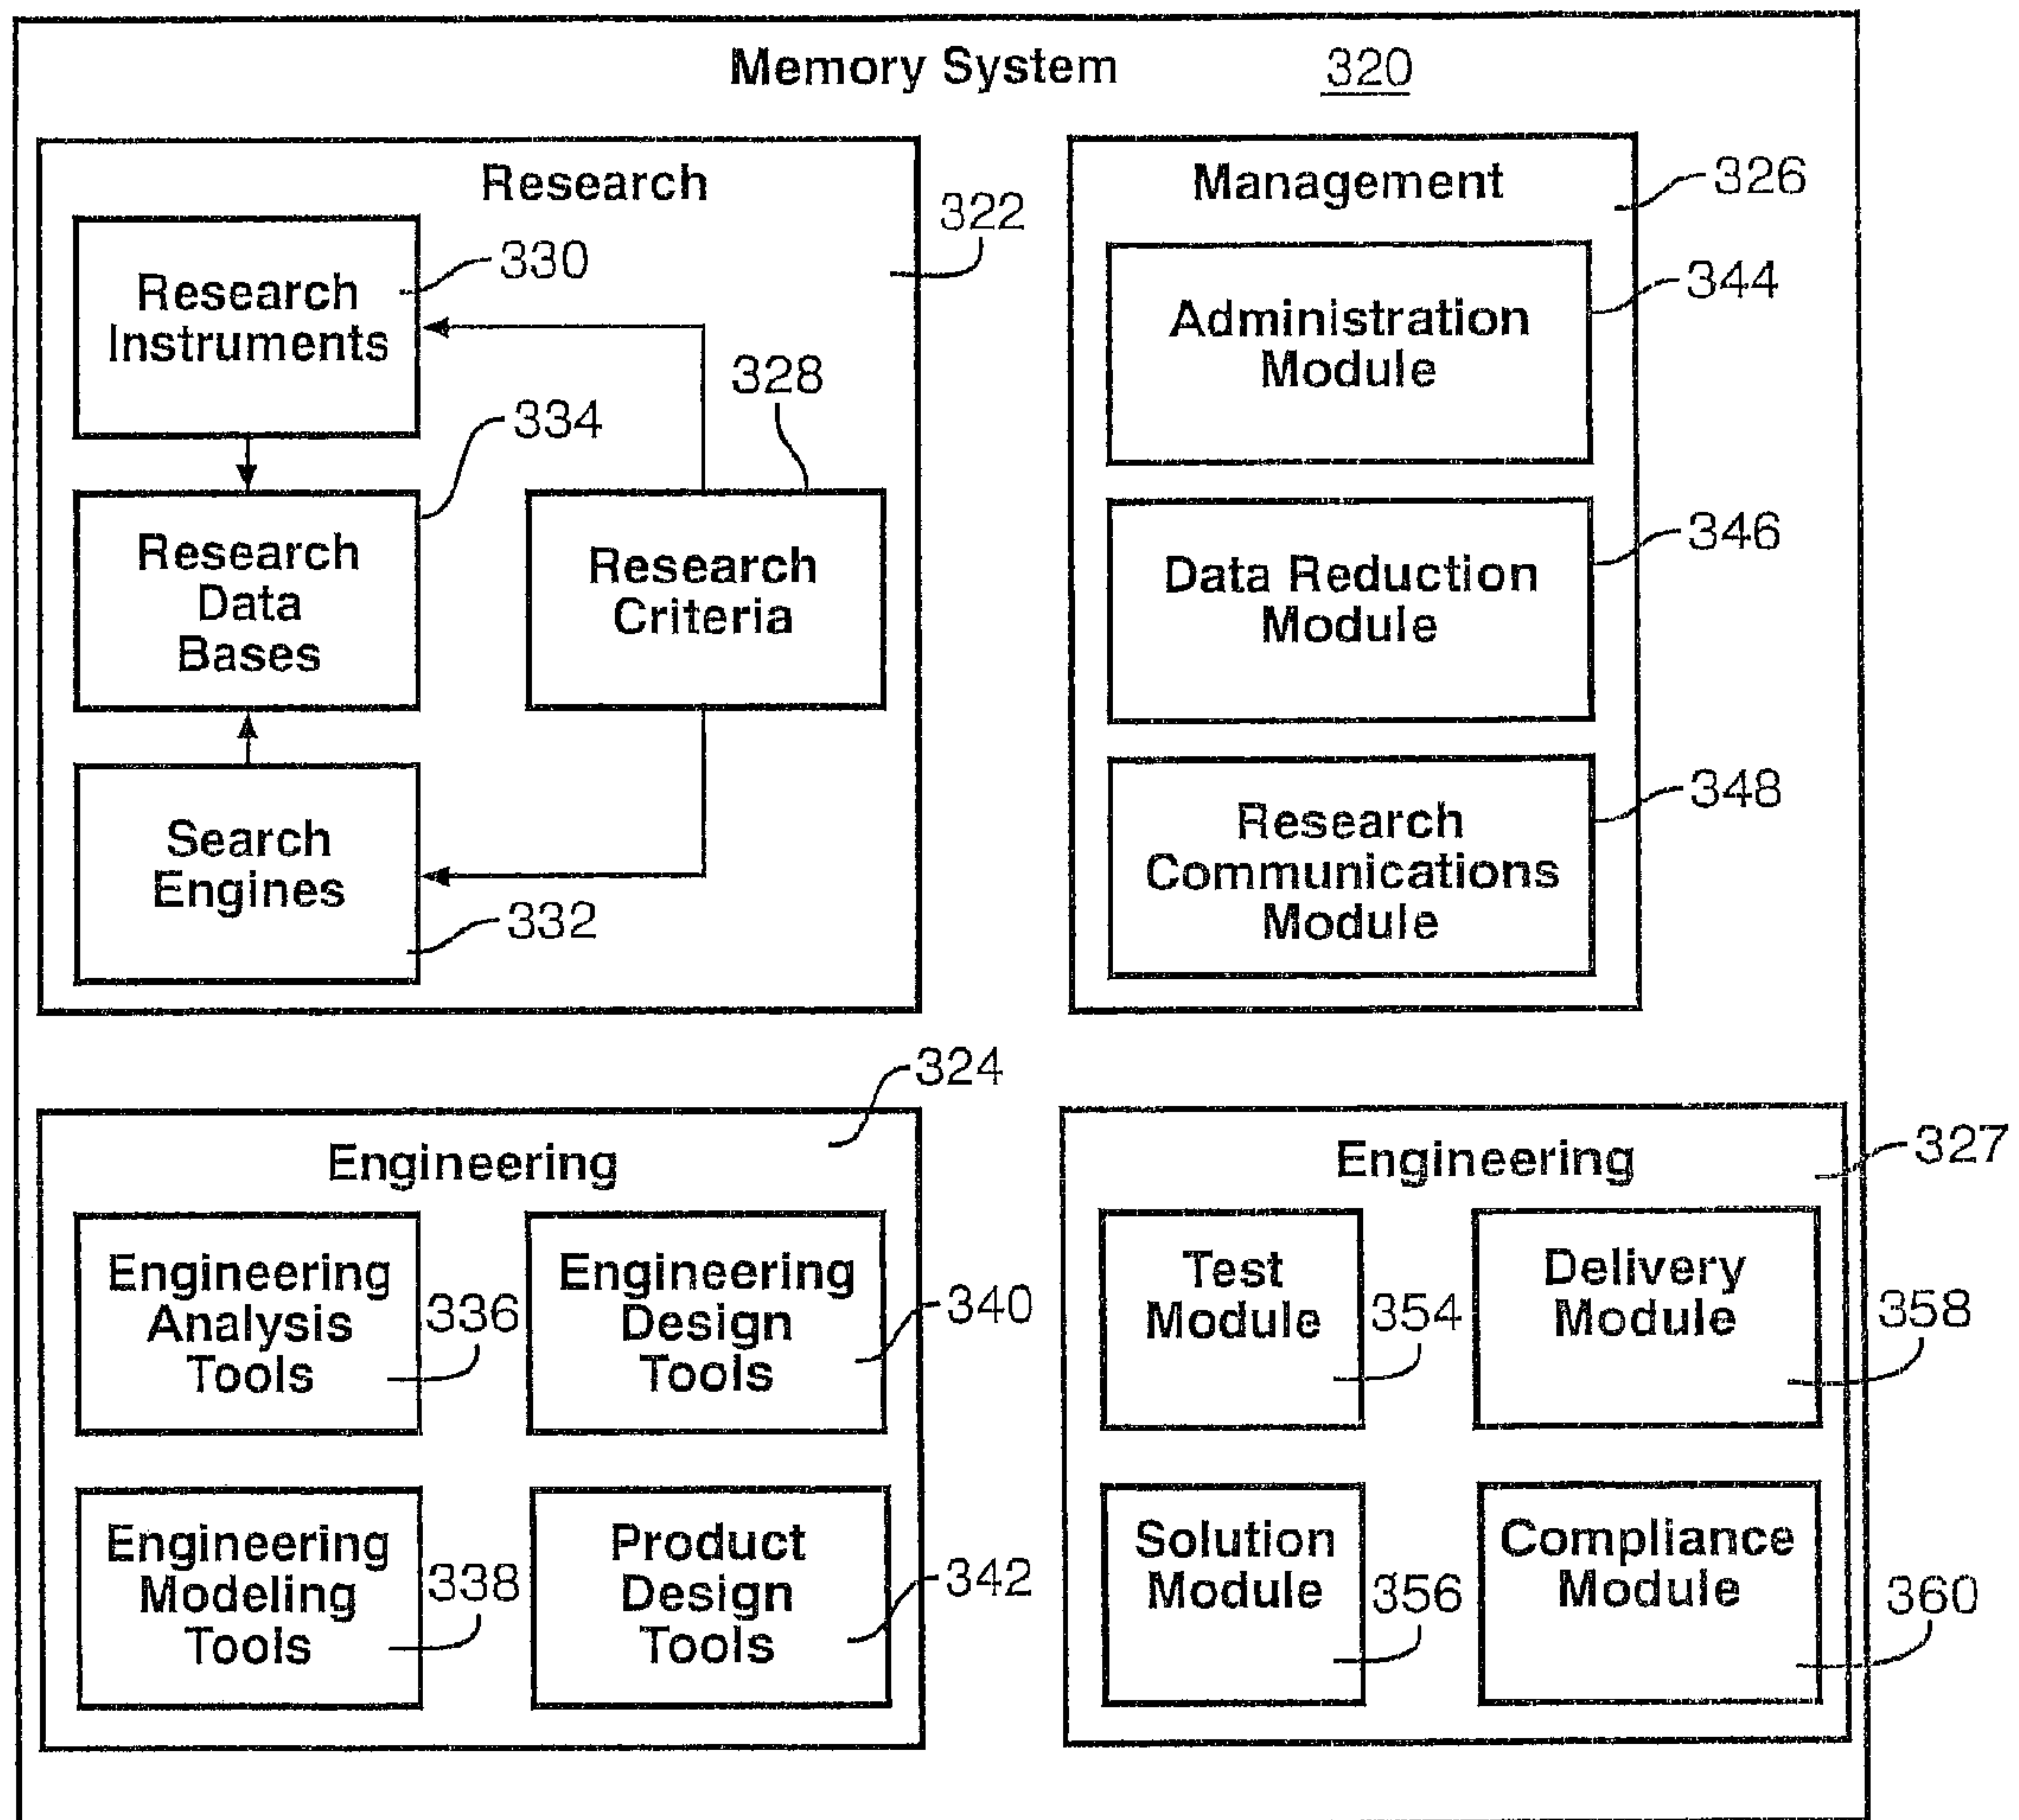 Memory System 320
Research
322
Research
Instruments
330
328
334
Research
Data
Bases
Research
Criteria
Search
Engines
332
Management
326
Administration
Module
344
Data Reduction
Module
346
Research
Communications
Module
348
324
Engineering
Engineering
Analysis
Tools
336
Engineering
Design
Tools
340
Engineering
Modeling
Tools
338
Product
Design
Tools
342
Engineering
327
Test
Module
354
Delivery
Module
358
Solution
Module
356
Compliance
Module
360